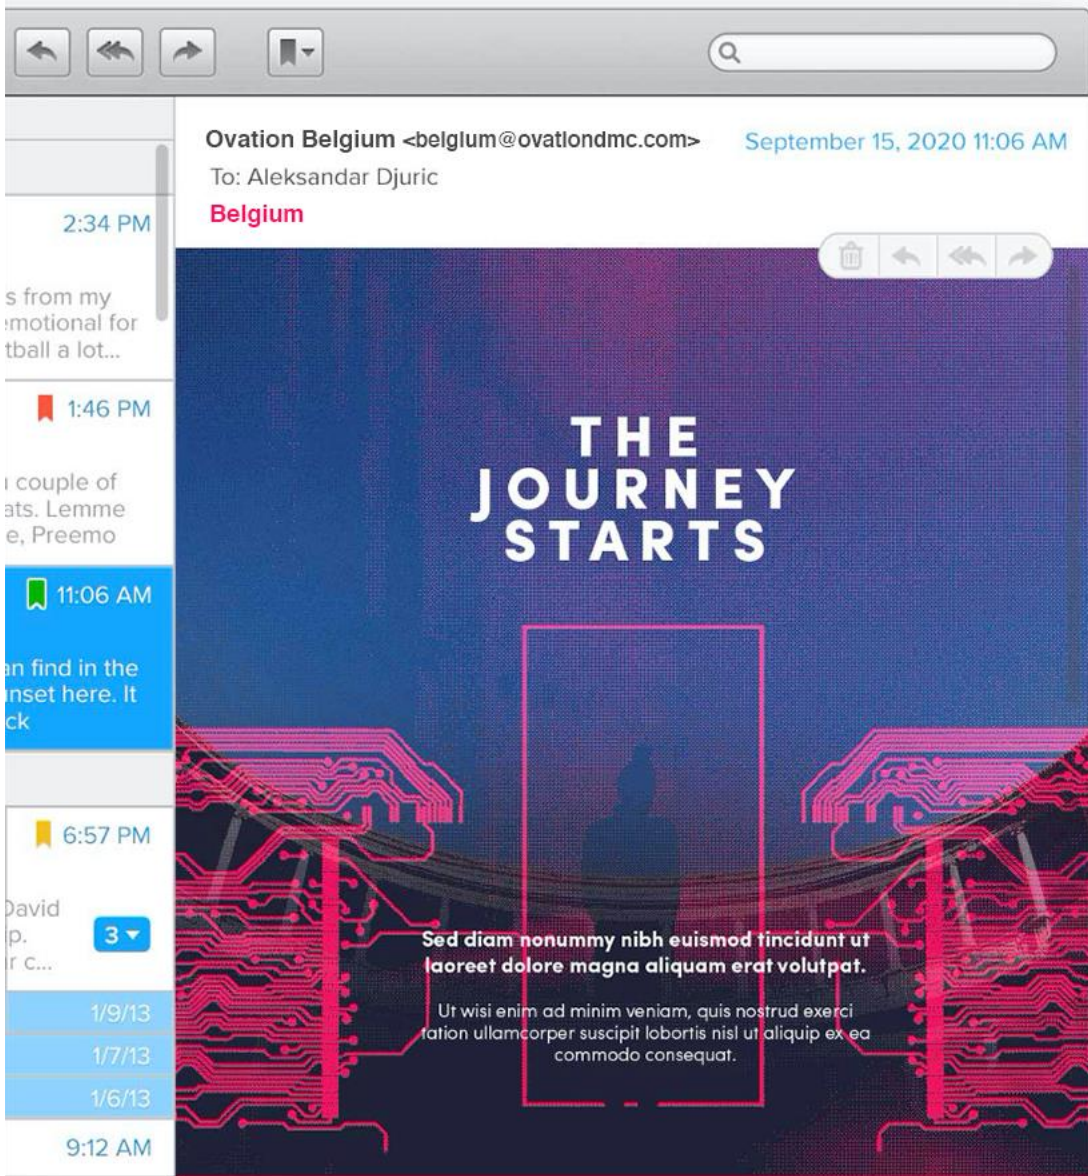 Ovation Belgium <belgium@ovationdmc.com>
September 15, 2020 11:06 AM
To: Aleksandar Djuric
Belgium
2:34 PM
s from my
emotional for
tball a lot...
1:46 PM
couple of
ats. Lemme
e, Preemo
11:06 AM
an find in the
unset here. It
ck
6:57 PM
David
p.
r c...
3
1/9/13
1/7/13
1/6/13
9:12 AM
THE
JOURNEY
STARTS
Sed diam nonummy nibh euismod tincidunt ut
laoreet dolore magna aliquam erat volutpat.
Ut wisi enim ad minim veniam, quis nostrud exerci
tation ullamcorper suscipit lobortis nisl ut aliquip ex ea
commodo consequat.